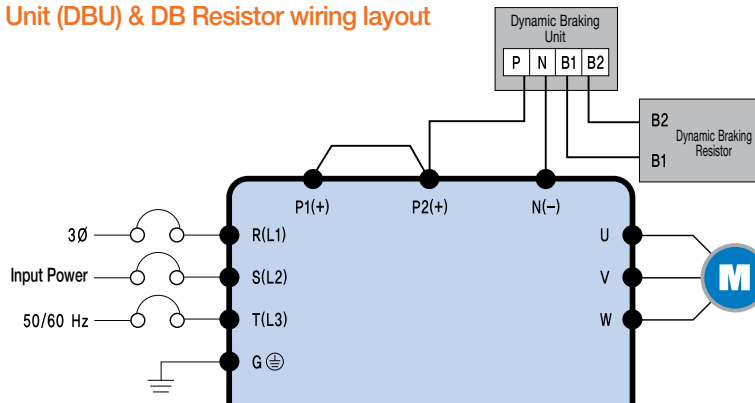 Unit (DBU) & DB Resistor wiring layout
Dynamic Braking
Unit
P N B1 B2
B2
Dynamic Braking
Resistor
B1
P1(+) P2(+) N(−)
3Ø R(L1) U
Input Power S(L2) V M
50/60 Hz T(L3) W
G